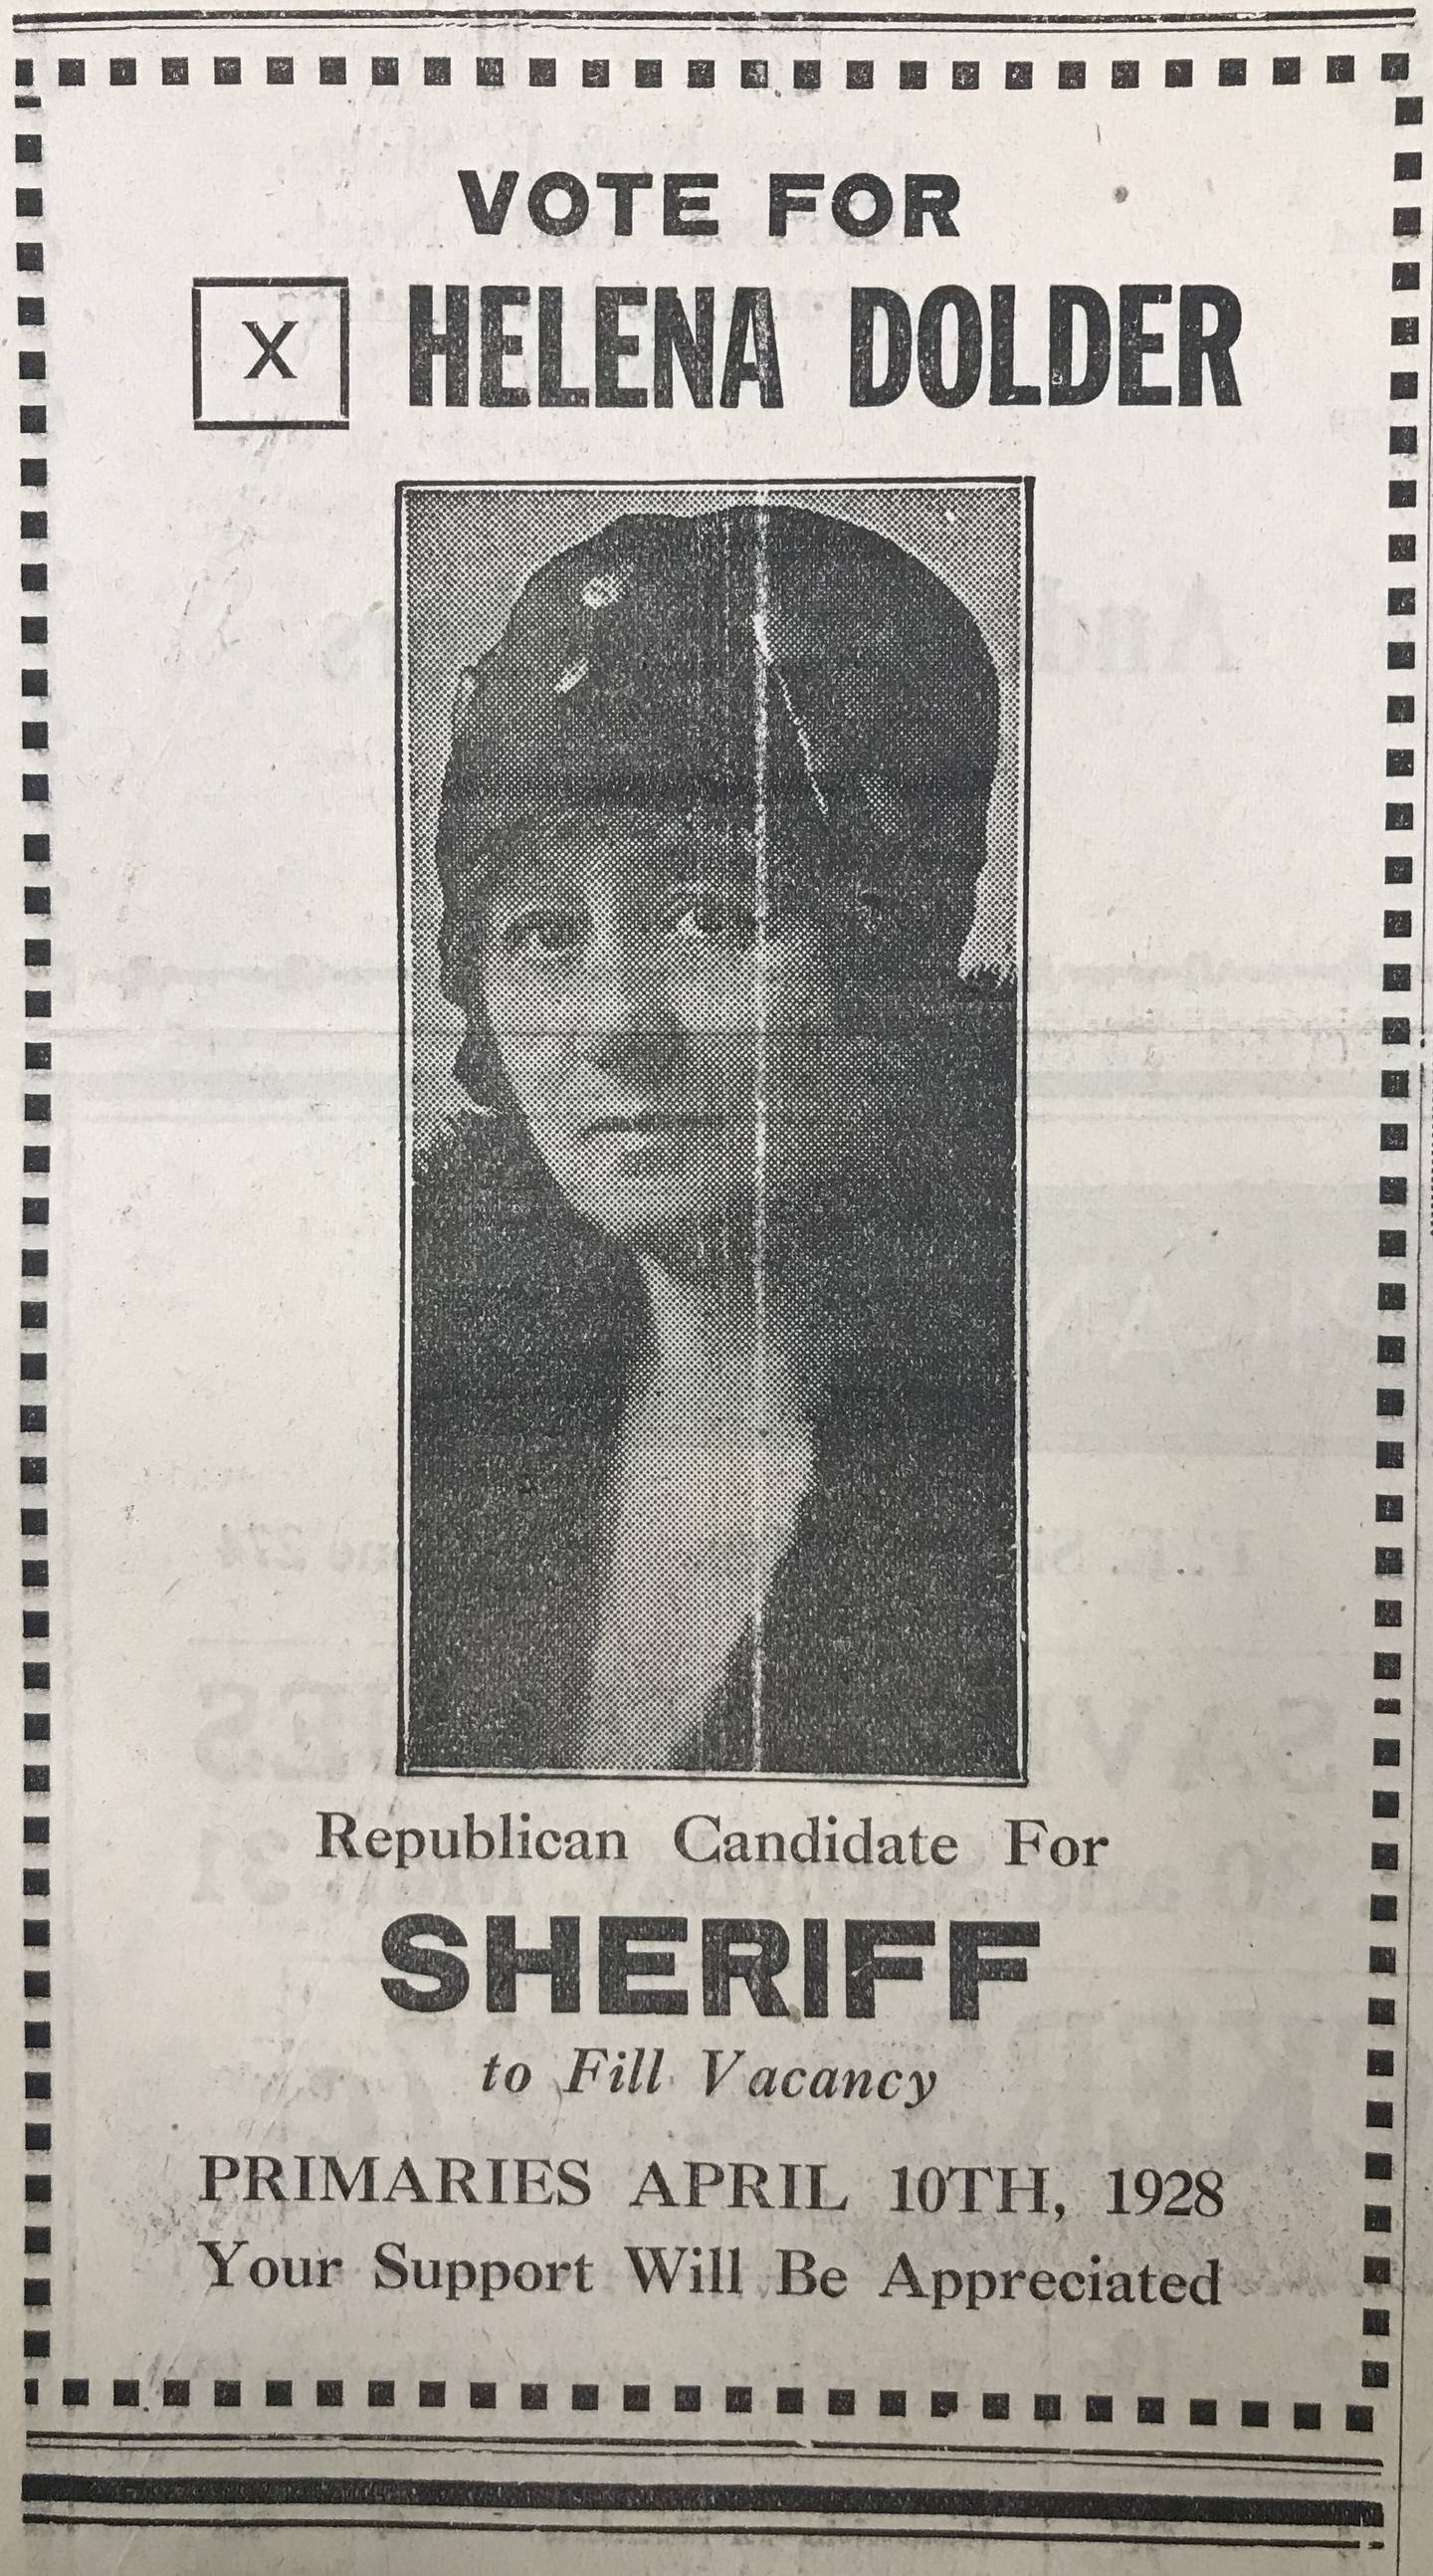 VOTE FOR
X HELENA DOLDER
Republican Candidate For
SHERIFF
to Fill Vacancy
PRIMARIES APRIL 10TH, 1928
Your Support Will Be Appreciated